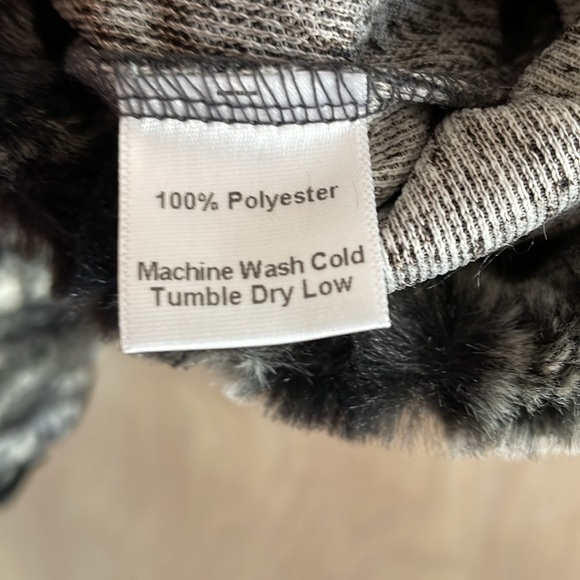 100% Polyester
Machine Wash Cold
Tumble Dry Low